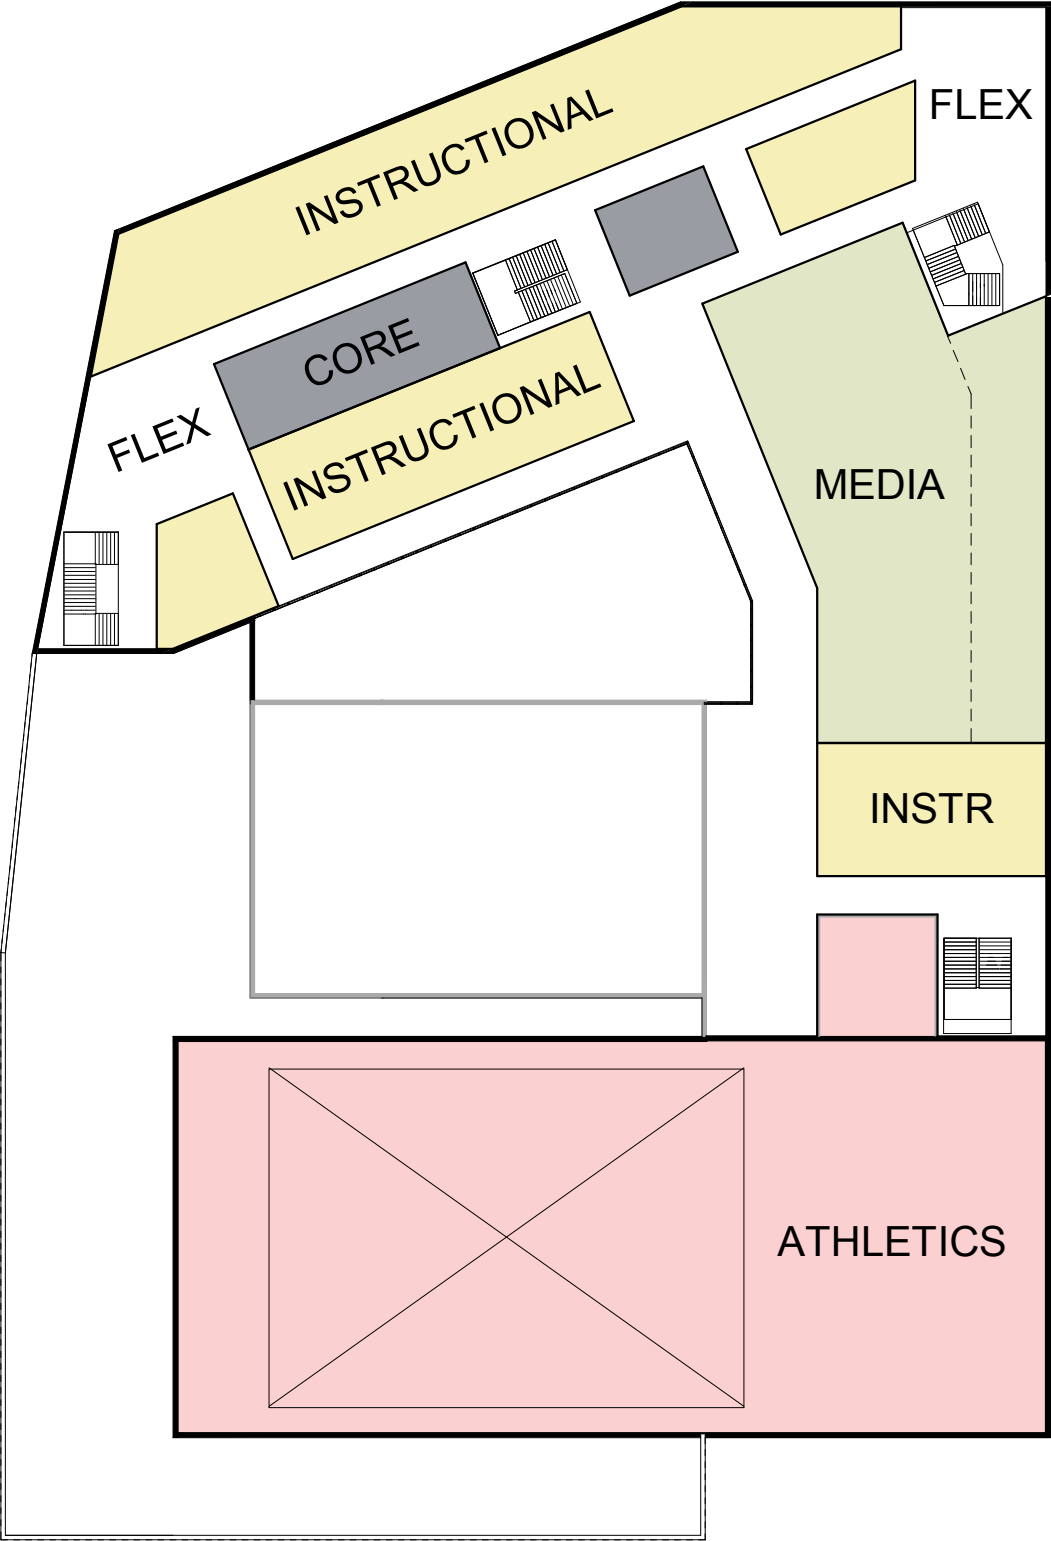 FLEX
INSTRUCTIONAL
CORE
INSTRUCTIONAL
FLEX
MEDIA
INSTR
ATHLETICS